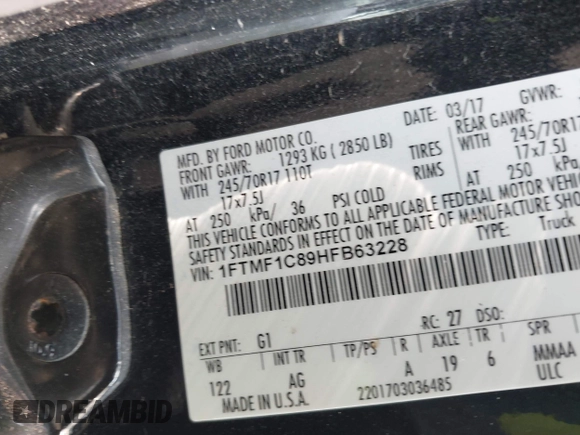 MFD. BY FORD MOTOR CO.
DATE: 03/17
GVWR:
FRONT GAWR: 1293 KG ( 2850 LB)
REAR GAWR:
WITH 245/70R17 110T
TIRES
245/70R17
17x7.5J
RIMS
17x7.5J
AT 250 kPa/ 36 PSI COLD
AT 250
THIS VEHICLE CONFORMS TO ALL APPLICABLE FEDERAL MOTOR
SAFETY STANDARDS IN EFFECT ON THE DATE OF MANUFACTURE
VIN: 1FTMF1C89HFB63228
TYPE: Truck
EXT PNT: G1
RC: 27 DSO:
WB INT TR TP/PS R AXLE TR SPR
122 AG A 19 6 MMAA
MADE IN U.S.A. 2201703036485
ULC
DREAMBID